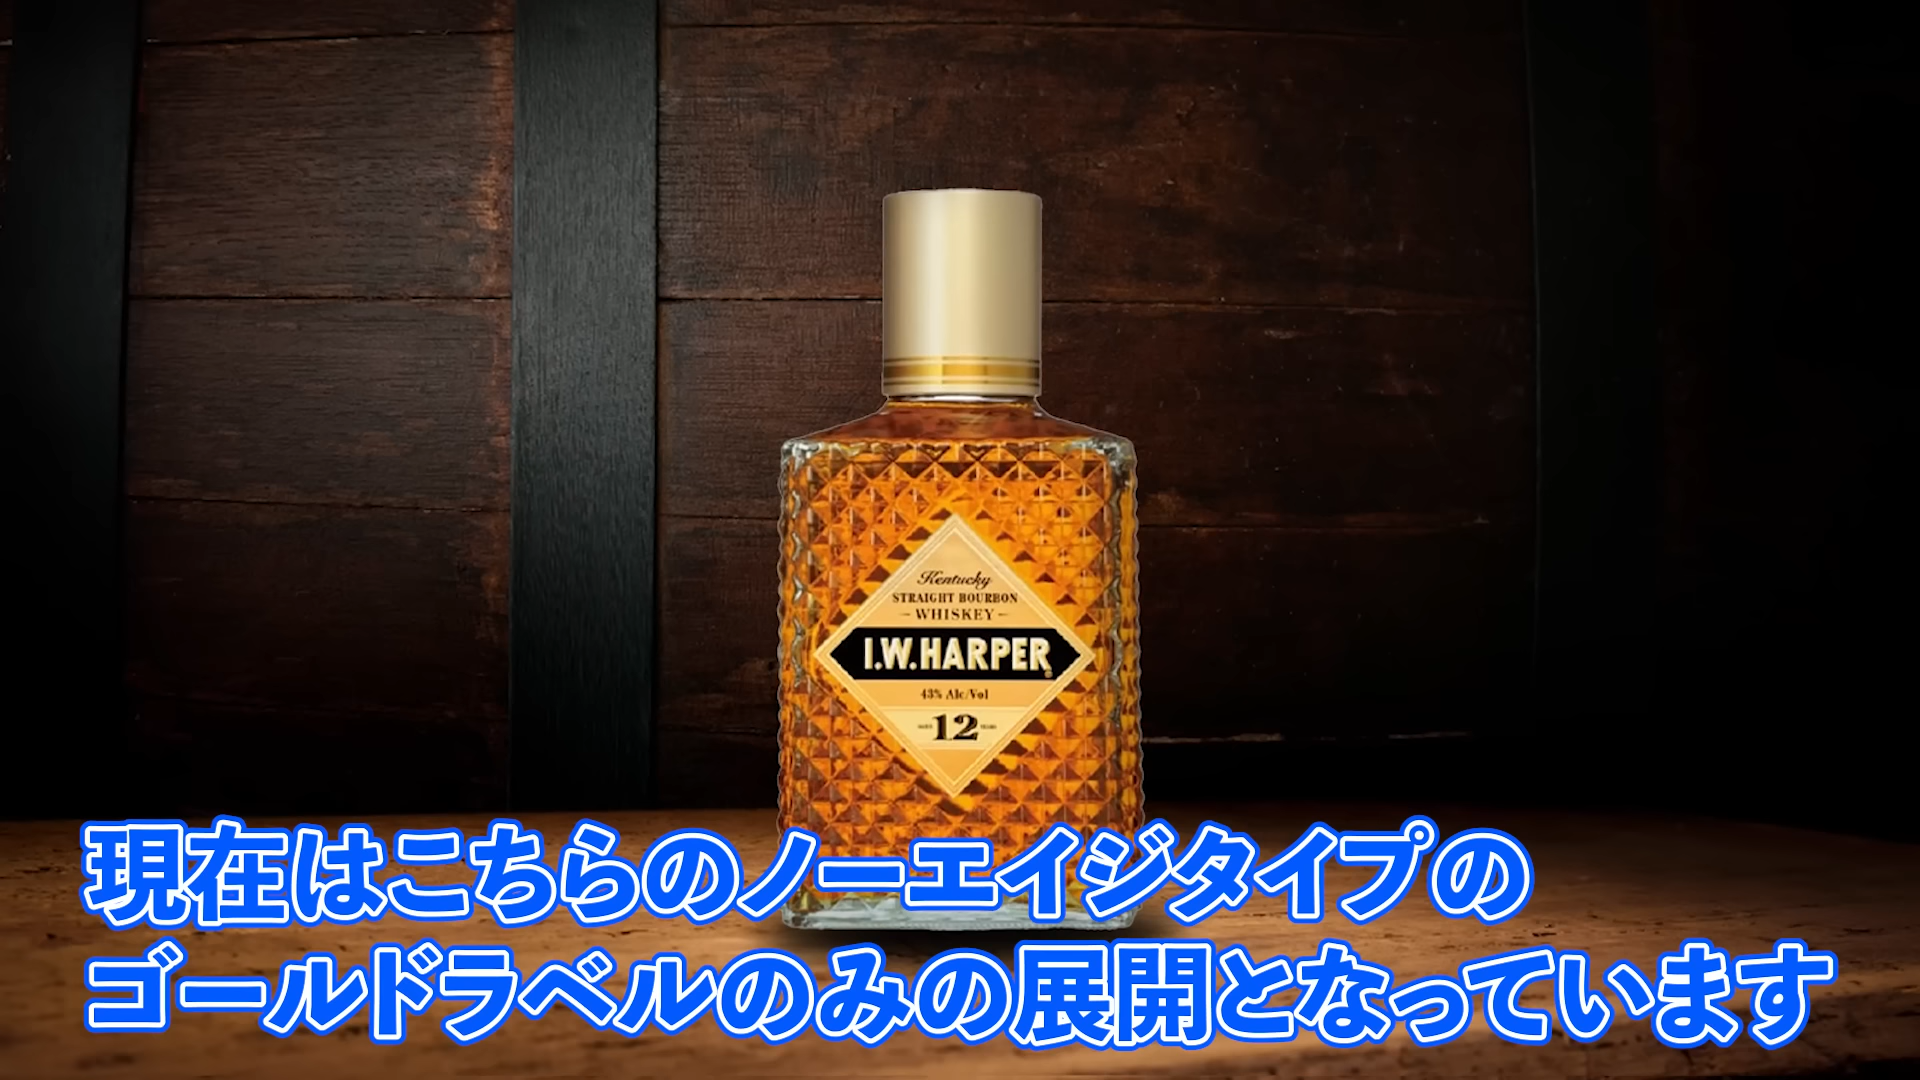 Kentucky
STRAIGHT BOURBON
WHISKEY
I.W.HARPER
43% Alc/Vol
12
現在はこちらのノーエイジタイプの
ゴールドラベルのみの展開となっています